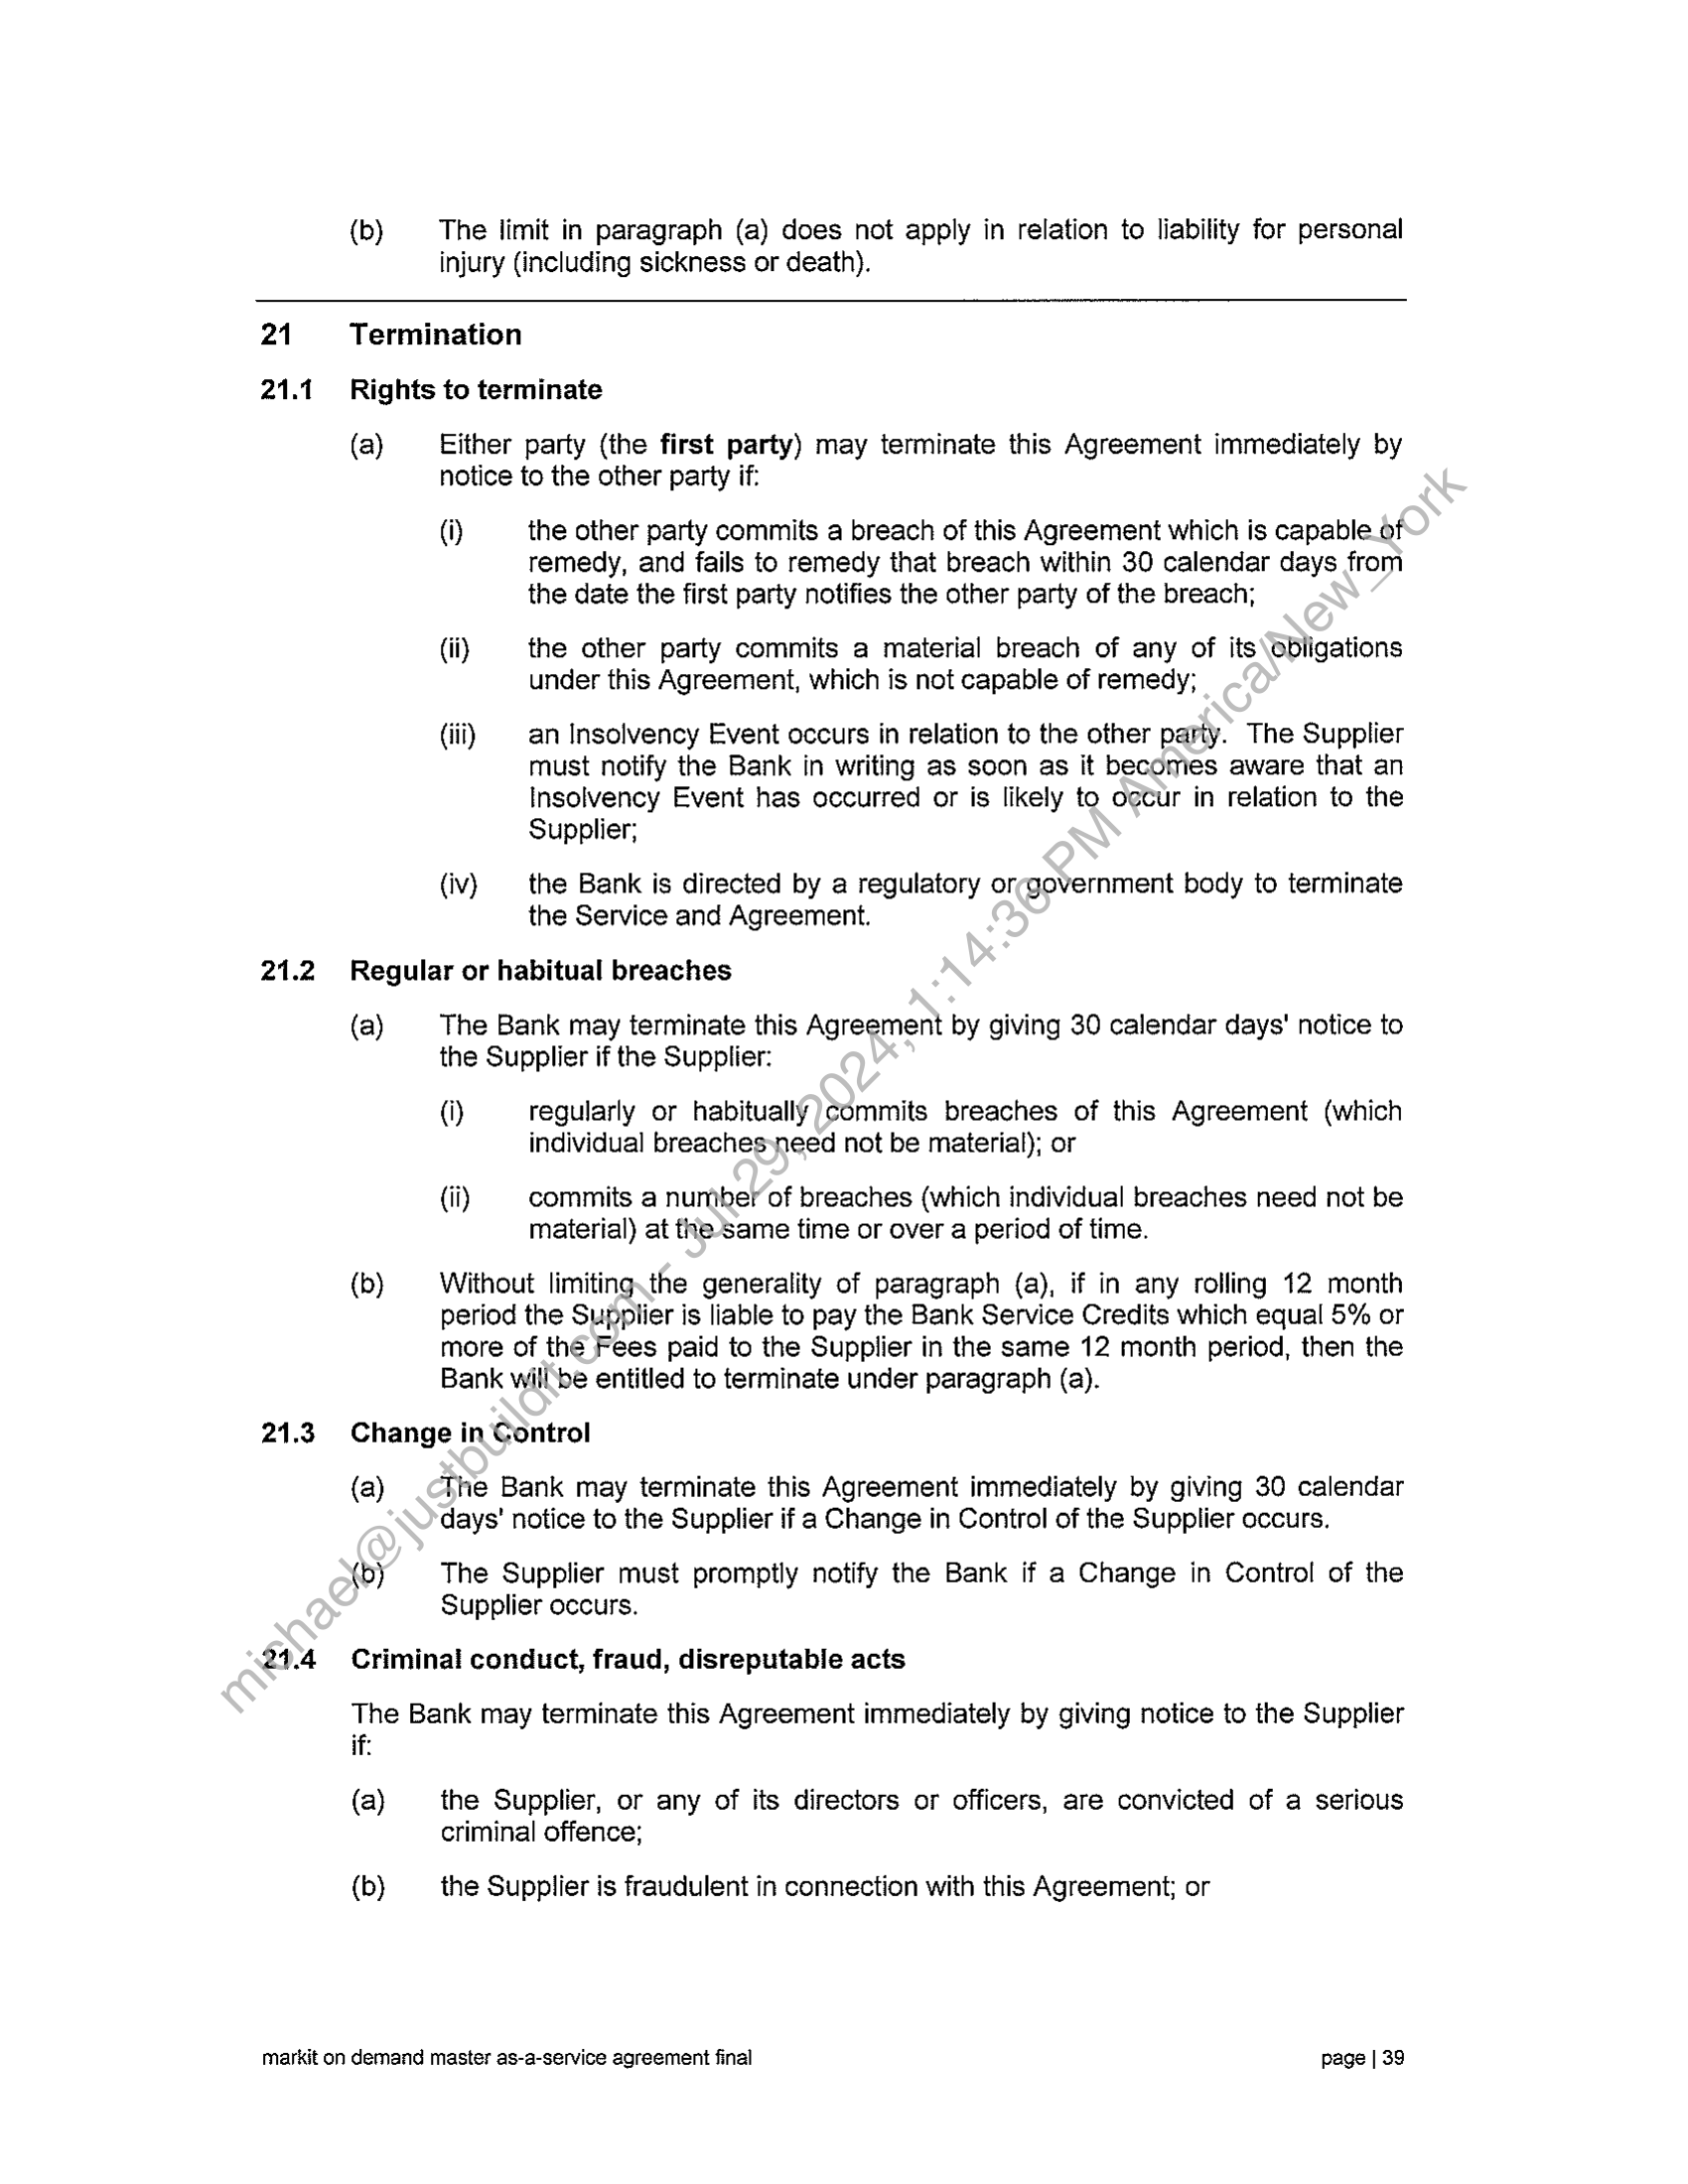 (b) The limit in paragraph (a) does not apply in relation to liability for personal
injury (including sickness or death).
21 Termination
21.1 Rights to terminate
(a) Either party (the first party) may terminate this Agreement immediately by
notice to the other party if:
(i) the other party commits a breach of this Agreement which is capable of
remedy, and fails to remedy that breach within 30 calendar days from
the date the first party notifies the other party of the breach;
(ii) the other party commits a material breach of any of its obligations
under this Agreement, which is not capable of remedy;
(iii) an Insolvency Event occurs in relation to the other party. The Supplier
must notify the Bank in writing as soon as it becomes aware that an
Insolvency Event has occurred or is likely to occur in relation to the
Supplier;
(iv) the Bank is directed by a regulatory or government body to terminate
the Service and Agreement.
21.2 Regular or habitual breaches
(a) The Bank may terminate this Agreement by giving 30 calendar days' notice to
the Supplier if the Supplier:
(i) regularly or habitually commits breaches of this Agreement (which
individual breaches need not be material); or
(ii) commits a number of breaches (which individual breaches need not be
material) at the same time or over a period of time.
(b) Without limiting the generality of paragraph (a), if in any rolling 12 month
period the Supplier is liable to pay the Bank Service Credits which equal 5% or
more of the Fees paid to the Supplier in the same 12 month period, then the
Bank will be entitled to terminate under paragraph (a).
21.3 Change in Control
(a) The Bank may terminate this Agreement immediately by giving 30 calendar
days' notice to the Supplier if a Change in Control of the Supplier occurs.
(b) The Supplier must promptly notify the Bank if a Change in Control of the
Supplier occurs.
21.4 Criminal conduct, fraud, disreputable acts
The Bank may terminate this Agreement immediately by giving notice to the Supplier
if:
(a) the Supplier, or any of its directors or officers, are convicted of a serious
criminal offence;
(b) the Supplier is fraudulent in connection with this Agreement; or
markit on demand master as-a-service agreement final page | 39
michael@justbuildit.com - Jul 29, 2024, 1:14:36 PM America/New_York